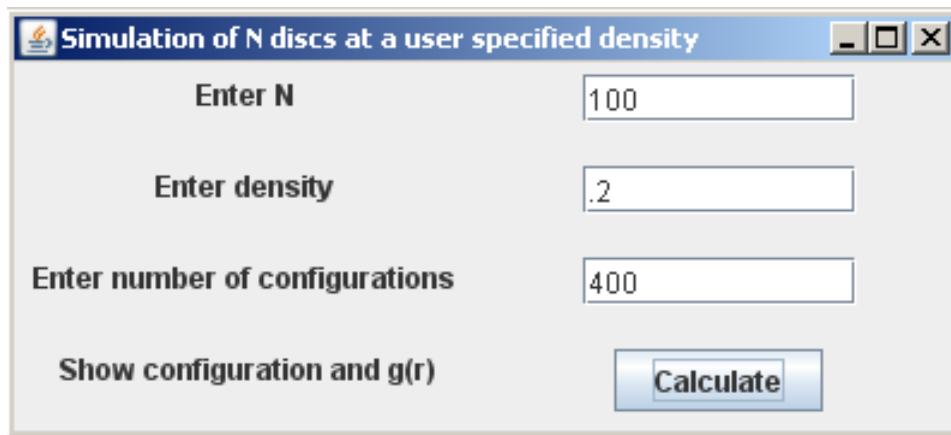 Simulation of N discs at a user specified density
Enter N 100
Enter density .2
Enter number of configurations 400
Show configuration and g(r) Calculate